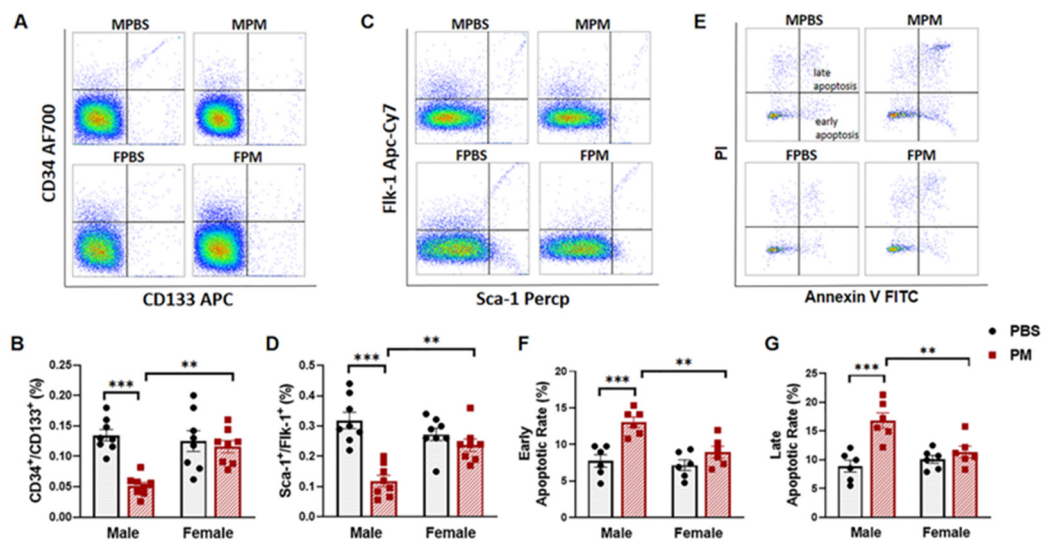 A
MPBS
MPM
FPBS
FPM
CD34 AF700
CD133 APC
C
MPBS
MPM
FPBS
FPM
Flk-1 Apc-Cy7
Sca-1 Percp
E
MPBS
MPM
late
apoptosis
early
apoptosis
FPBS
FPM
PI
Annexin V FITC
B
CD34+/CD133+ (%)
0.25
0.20
0.15
0.10
0.05
0.00
***
**
Male
Female
D
Sca-1+/Flk-1+ (%)
0.5
0.4
0.3
0.2
0.1
0.0
***
**
Male
Female
F
Early
Apoptotic Rate (%)
20
15
10
5
0
***
**
Male
Female
G
Late
Apoptotic Rate (%)
25
20
15
10
5
0
***
**
Male
Female
PBS
PM